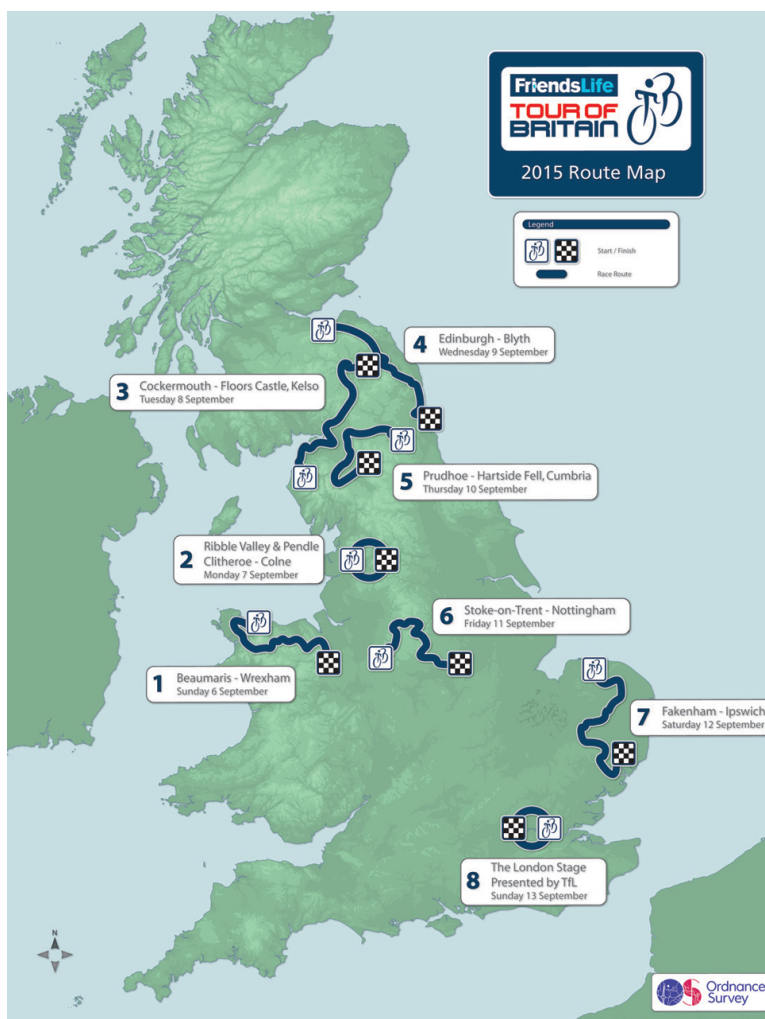 FriendsLife
TOUR OF
BRITAIN
2015 Route Map
Legend
Start / Finish
Race Route
4
Edinburgh - Blyth
Wednesday 9 September
3
Cockermouth - Floors Castle, Kelso
Tuesday 8 September
5
Prudhoe - Hartside Fell, Cumbria
Thursday 10 September
2
Ribble Valley & Pendle
Clitheroe - Colne
Monday 7 September
6
Stoke-on-Trent - Nottingham
Friday 11 September
1
Beaumaris - Wrexham
Sunday 6 September
7
Fakenham - Ipswich
Saturday 12 September
8
The London Stage
Presented by TfL
Sunday 13 September
N
Ordnance
Survey